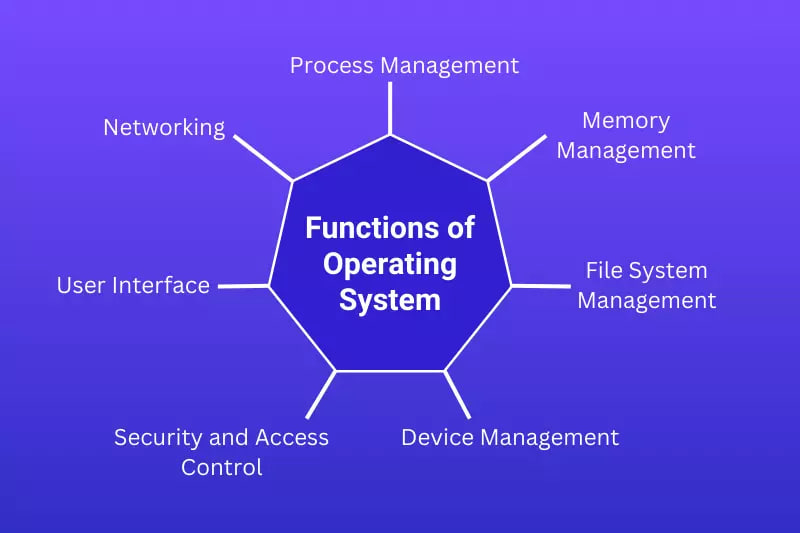 Functions of
Operating
System
Process Management
Memory
Management
File System
Management
Device Management
Security and Access
Control
User Interface
Networking